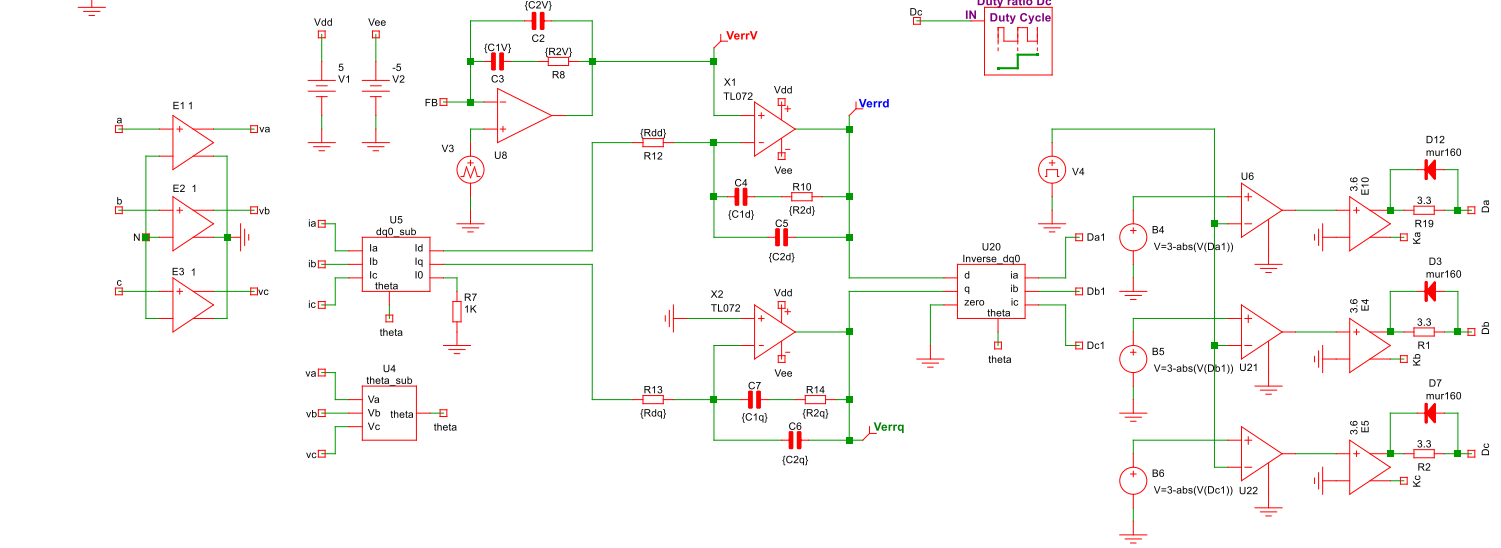 Duty ratio Dc
Dc
IN
Duty Cycle
Vdd
Vee
5
V1
-5
V2
{C2V}
C2
{C1V}
{R2V}
C3
R8
FB
V3
U8
VerrV
X1
TL072
Vdd
Vee
Verrd
{Rdd}
R12
C4
R10
{C1d}
{R2d}
C5
{C2d}
E1 1
a
va
E2 1
b
vb
N
E3 1
c
vc
ia
ib
ic
U5
dq0_sub
Ia
Ib
Ic
Id
Iq
I0
theta
theta
R7
1K
X2
TL072
Vdd
Vee
va
vb
vc
U4
theta_sub
Va
Vb
Vc
theta
theta
R13
{Rdq}
C7
R14
{C1q}
{R2q}
C6
{C2q}
Verrq
U20
Inverse_dq0
d
q
zero
ia
ib
ic
theta
theta
Da1
Db1
Dc1
V4
B4
V=3-abs(V(Da1))
U6
3.6
E10
D12
mur160
3.3
R19
Ka
Da
B5
V=3-abs(V(Db1))
U21
3.6
E4
D3
mur160
3.3
R1
Kb
Db
B6
V=3-abs(V(Dc1))
U22
3.6
E5
D7
mur160
3.3
R2
Kc
Dc